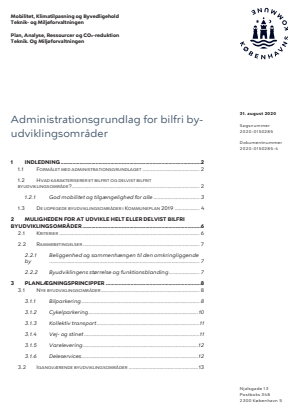 Mobilitet, Klimatilpasning og Byvedligehold
Teknik- og Miljøforvaltningen
Plan, Analyse, Ressourcer og CO₂-reduktion
Teknik. Og Miljøforvaltningen
KØBENHAVNS KOMMUNE
31. august 2020
Sagsnummer
2020-0150285
Dokumentnummer
2020-0150285-4
Administrationsgrundlag for bilfri by-
udviklingsområder
1 INDLEDNING 2
1.1 FORMÅLET MED ADMINISTRATIONSGRUNDLAGET 2
1.2 HVAD KARAKTERISERER ET BILFRIT OG DELVIST BILFRIT
BYUDVIKLINGSOMRÅDE? 2
1.2.1 God mobilitet og tilgængelighed for alle 3
1.3 DE UDPEGEDE BYUDVIKLINGSOMRÅDER I KOMMUNEPLAN 2019 4
2 MULIGHEDEN FOR AT UDVIKLE HELT ELLER DELVIST BILFRI
BYUDVIKLINGSOMRÅDER 6
2.1 KRITERIER 6
2.2 RAMMEBETINGELSER 7
2.2.1 Beliggenhed og sammenhængen til den omkringliggende
by 7
2.2.2 Byudviklingens størrelse og funktionsblanding 7
3 PLANLÆGNINGSPRINCIPPER 8
3.1 NYE BYUDVIKLINGSOMRÅDER 8
3.1.1 Bilparkering 8
3.1.2 Cykelparkering 10
3.1.3 Kollektiv transport 11
3.1.4 Vej- og stinet 11
3.1.5 Varelevering 12
3.1.6 Deleservices 12
3.2 IGANGVÆRENDE BYUDVIKLINGSOMRÅDER 13
Njalsgade 13
Postboks 348
2300 København S